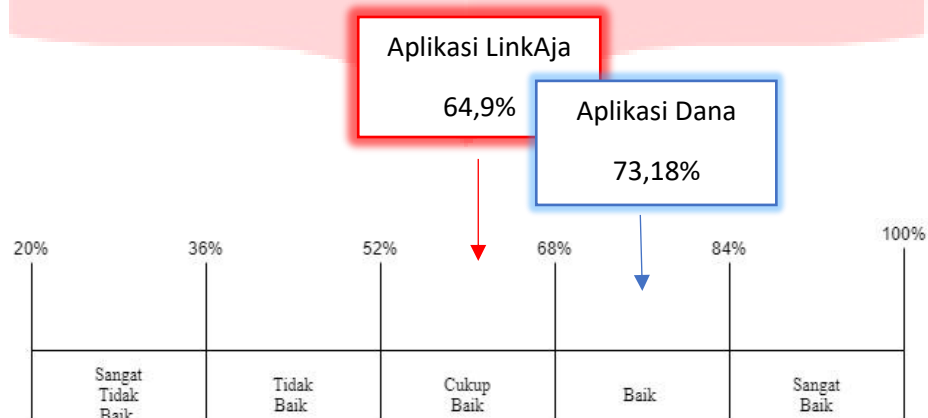 Aplikasi LinkAja
64,9%
Aplikasi Dana
73,18%
20%
36%
52%
68%
84%
100%
Sangat
Tidak
Baik
Tidak
Baik
Cukup
Baik
Baik
Sangat
Baik